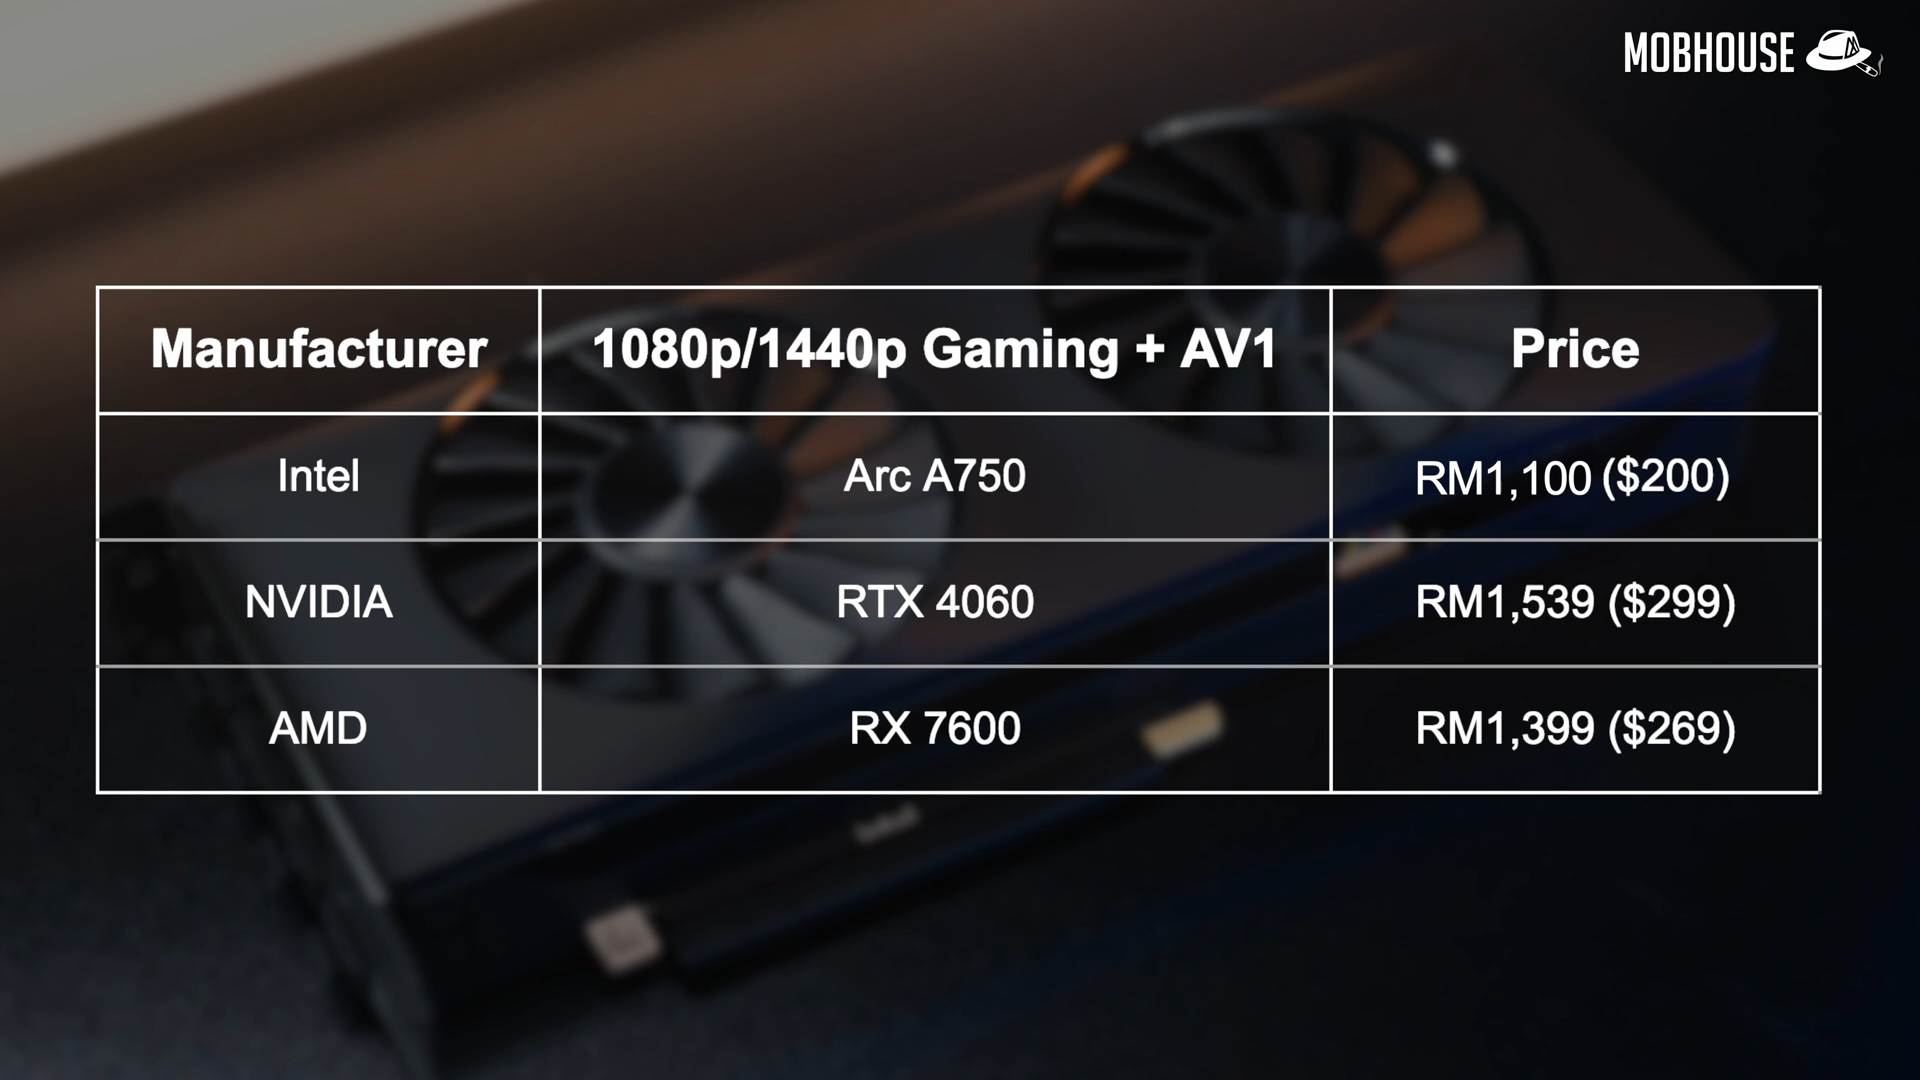 MOBHOUSE
Manufacturer 1080p/1440p Gaming + AV1 Price
Intel Arc A750 RM1,100 ($200)
NVIDIA RTX 4060 RM1,539 ($299)
AMD RX 7600 RM1,399 ($269)